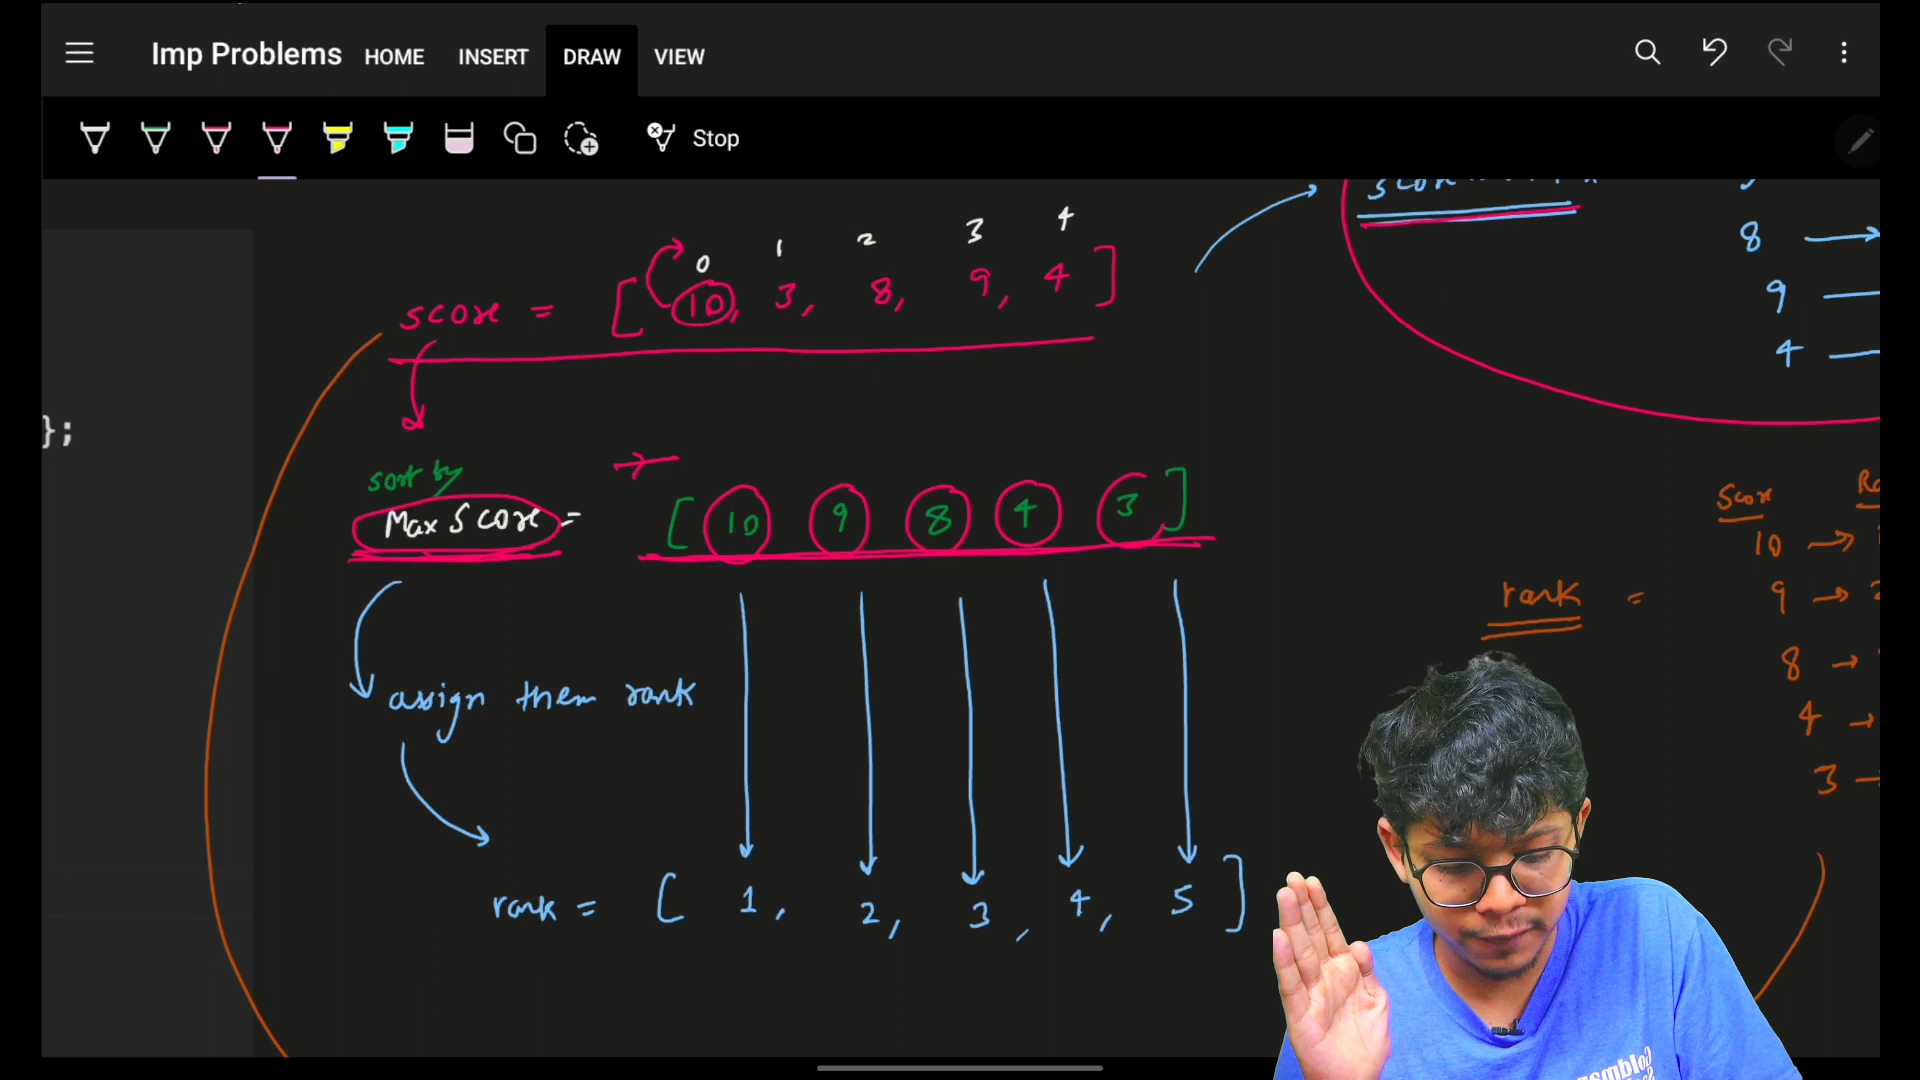 Imp Problems HOME INSERT DRAW VIEW
Stop
0 1 2 3 4
score = [ 10, 3, 8, 9, 4 ]
8
9
4
};
sort by
Max Score = [ 10 9 8 4 3 ]
assign them rank
rank = [ 1, 2, 3, 4, 5 ]
Score
10 →
rank = 9 → 2
8 →
4 →
3